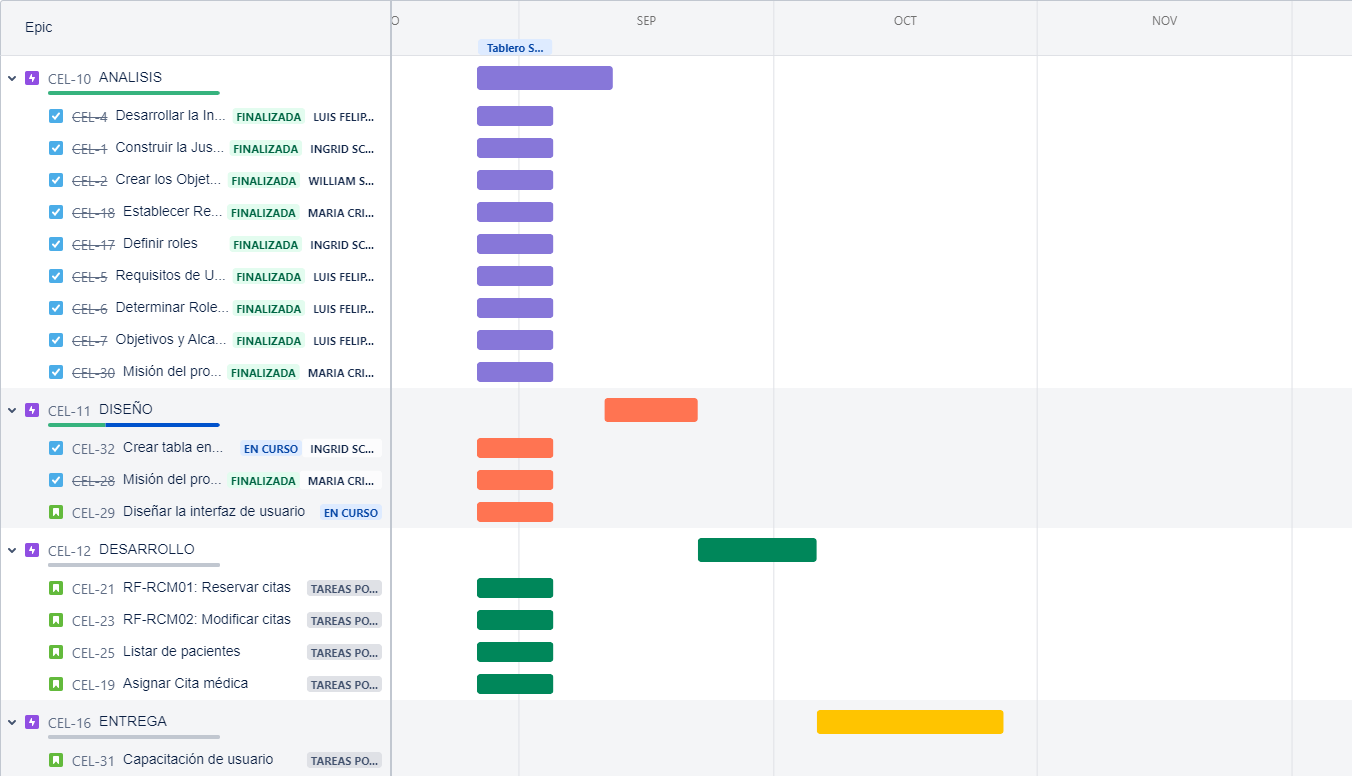 Epic
O SEP OCT NOV
Tablero S...
CEL-10 ANALISIS
CEL-4 Desarrollar la In... FINALIZADA LUIS FELIP...
CEL-1 Construir la Jus... FINALIZADA INGRID SC...
CEL-2 Crear los Objet... FINALIZADA WILLIAM S...
CEL-18 Establecer Re... FINALIZADA MARIA CRI...
CEL-17 Definir roles FINALIZADA INGRID SC...
CEL-5 Requisitos de U... FINALIZADA LUIS FELIP...
CEL-6 Determinar Role... FINALIZADA LUIS FELIP...
CEL-7 Objetivos y Alca... FINALIZADA LUIS FELIP...
CEL-30 Misión del pro... FINALIZADA MARIA CRI...
CEL-11 DISEÑO
CEL-32 Crear tabla en... EN CURSO INGRID SC...
CEL-28 Misión del pro... FINALIZADA MARIA CRI...
CEL-29 Diseñar la interfaz de usuario EN CURSO
CEL-12 DESARROLLO
CEL-21 RF-RCM01: Reservar citas TAREAS PO...
CEL-23 RF-RCM02: Modificar citas TAREAS PO...
CEL-25 Listar de pacientes TAREAS PO...
CEL-19 Asignar Cita médica TAREAS PO...
CEL-16 ENTREGA
CEL-31 Capacitación de usuario TAREAS PO...